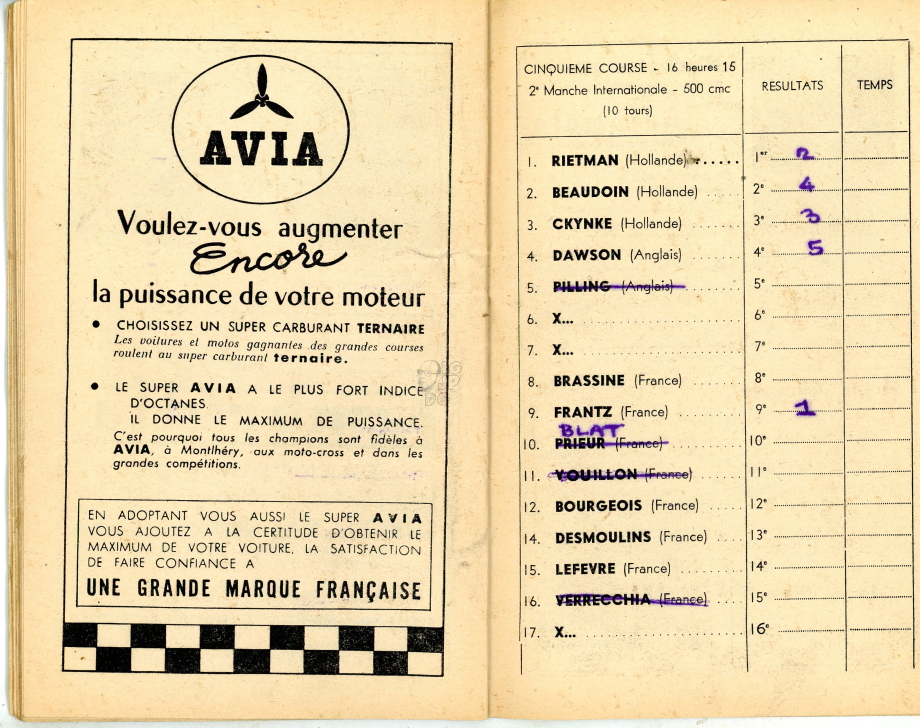 AVIA
Voulez-vous augmenter
Encore
la puissance de votre moteur
• CHOISISSEZ UN SUPER CARBURANT TERNAIRE
Les voitures et motos gagnantes des grandes courses
roulent au super carburant ternaire.
• LE SUPER AVIA A LE PLUS FORT INDICE
D'OCTANES.
IL DONNE LE MAXIMUM DE PUISSANCE.
C'est pourquoi tous les champions sont fidèles à
AVIA, à Montlhéry, aux moto-cross et dans les
grandes compétitions.
EN ADOPTANT VOUS AUSSI LE SUPER AVIA
VOUS AJOUTEZ A LA CERTITUDE D'OBTENIR LE
MAXIMUM DE VOTRE VOITURE, LA SATISFACTION
DE FAIRE CONFIANCE A
UNE GRANDE MARQUE FRANÇAISE
CINQUIEME COURSE - 16 heures 15
2e Manche Internationale - 500 cmc
(10 tours)
RESULTATS
TEMPS
1. RIETMAN (Hollande) ..... 1er 2
2. BEAUDOIN (Hollande) ..... 2e 4
3. CKYNKE (Hollande) ..... 3e 3
4. DAWSON (Anglais) ..... 4e 5
5. PILLING (Anglais) ..... 5e
6. X... ..... 6e
7. X... ..... 7e
8. BRASSINE (France) ..... 8e
9. FRANTZ (France) ..... 9e 1
BLAT
10. PRIEUR (France) ..... 10e
11. VOUILLON (France) ..... 11e
12. BOURGEOIS (France) ..... 12e
14. DESMOULINS (France) ..... 13e
15. LEFEVRE (France) ..... 14e
16. VERRECCHIA (France) ..... 15e
17. X... ..... 16e